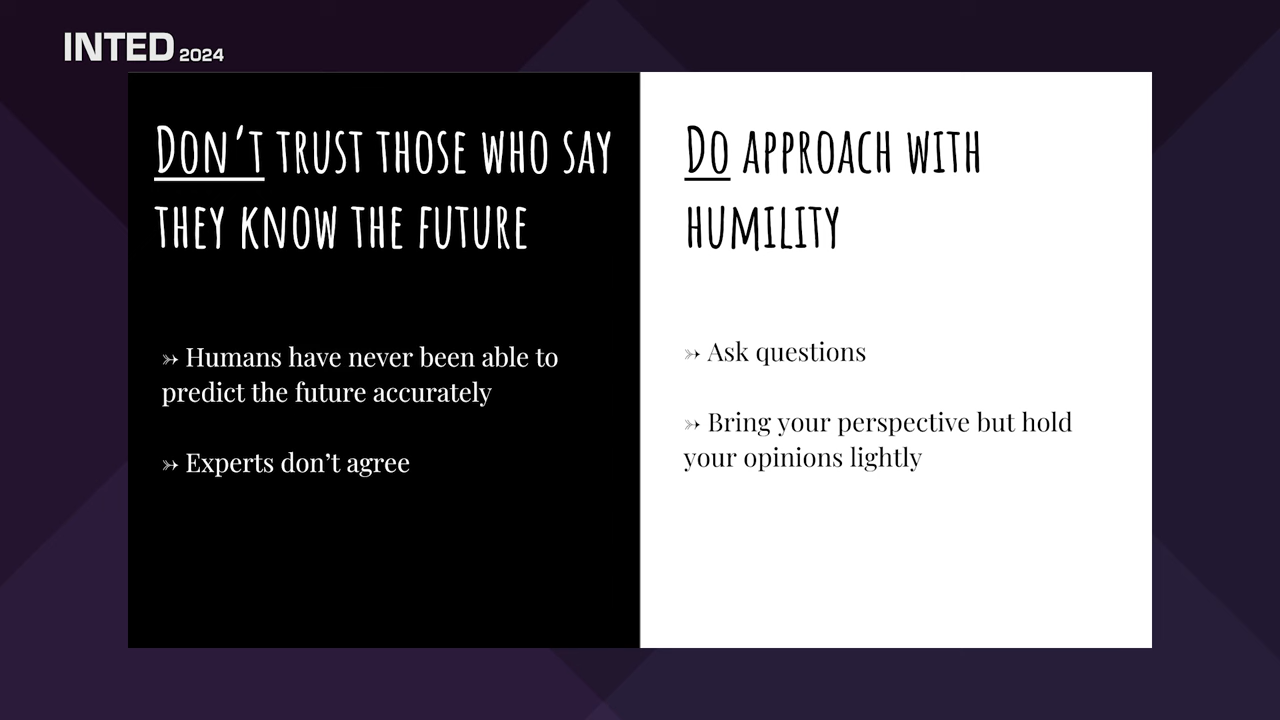 INTED 2024
Don’t trust those who say
they know the future
➳ Humans have never been able to
predict the future accurately
➳ Experts don’t agree
Do approach with
humility
➳ Ask questions
➳ Bring your perspective but hold
your opinions lightly